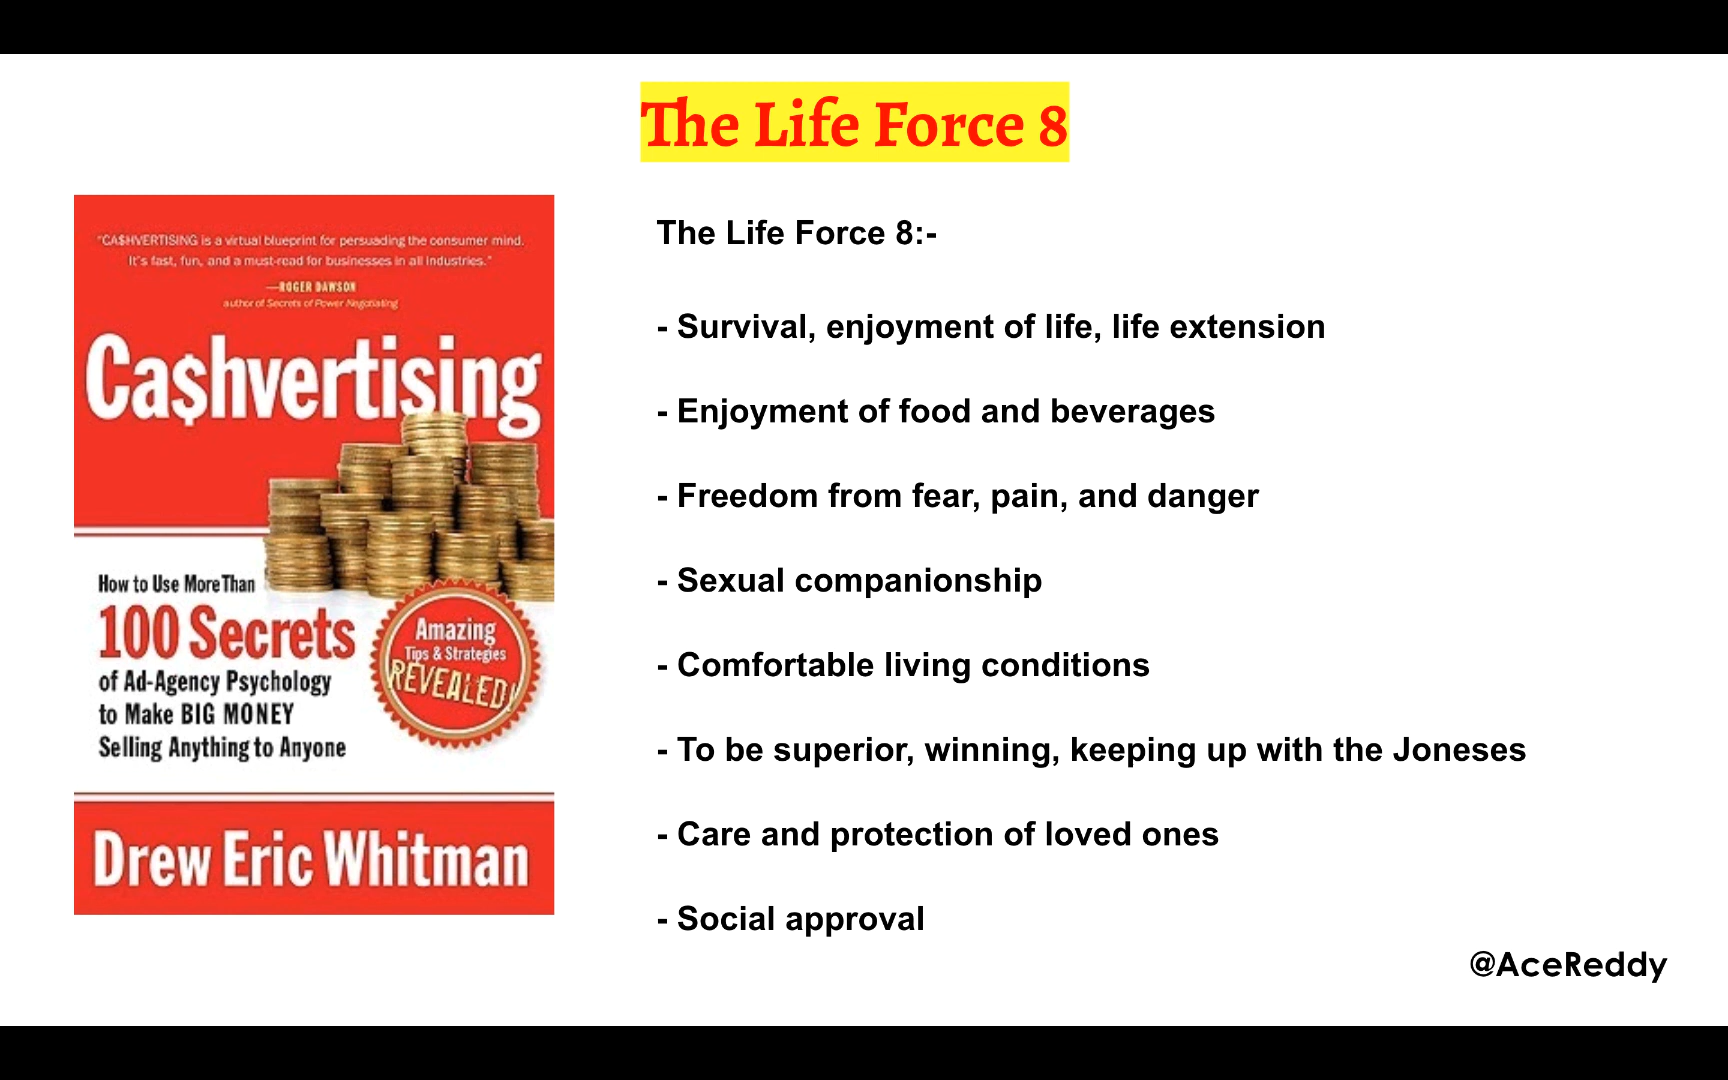 The Life Force 8
"CA$HVERTISING is a virtual blueprint for persuading the consumer mind.
It's fast, fun, and a must-read for businesses in all industries."
—ROGER DAWSON
author of Secrets of Power Negotiating
Ca$hvertising
How to Use More Than
100 Secrets
of Ad-Agency Psychology
to Make BIG MONEY
Selling Anything to Anyone
Amazing
Tips & Strategies
REVEALED!
Drew Eric Whitman
The Life Force 8:-
- Survival, enjoyment of life, life extension
- Enjoyment of food and beverages
- Freedom from fear, pain, and danger
- Sexual companionship
- Comfortable living conditions
- To be superior, winning, keeping up with the Joneses
- Care and protection of loved ones
- Social approval
@AceReddy